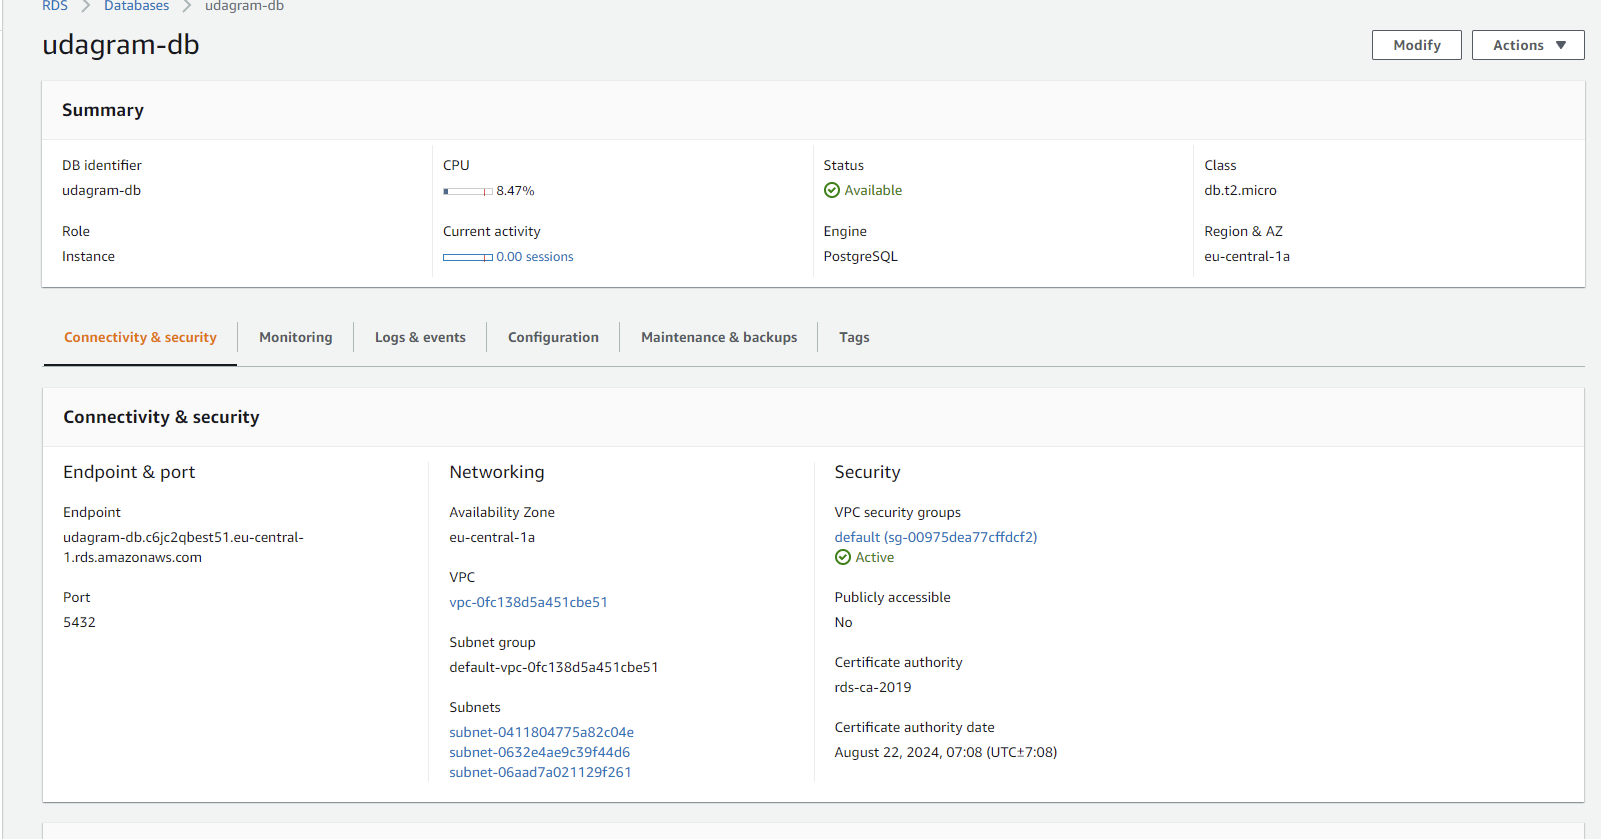 RDS > Databases > udagram-db
udagram-db
Modify
Actions ▼
Summary
DB identifier
udagram-db
CPU
8.47%
Status
Available
Class
db.t2.micro
Role
Instance
Current activity
0.00 sessions
Engine
PostgreSQL
Region & AZ
eu-central-1a
Connectivity & security
Monitoring
Logs & events
Configuration
Maintenance & backups
Tags
Connectivity & security
Endpoint & port
Endpoint
udagram-db.c6jc2qbest51.eu-central-
1.rds.amazonaws.com
Port
5432
Networking
Availability Zone
eu-central-1a
VPC
vpc-0fc138d5a451cbe51
Subnet group
default-vpc-0fc138d5a451cbe51
Subnets
subnet-0411804775a82c04e
subnet-0632e4ae9c39f44d6
subnet-06aad7a021129f261
Security
VPC security groups
default (sg-00975dea77cffdcf2)
Active
Publicly accessible
No
Certificate authority
rds-ca-2019
Certificate authority date
August 22, 2024, 07:08 (UTC±7:08)